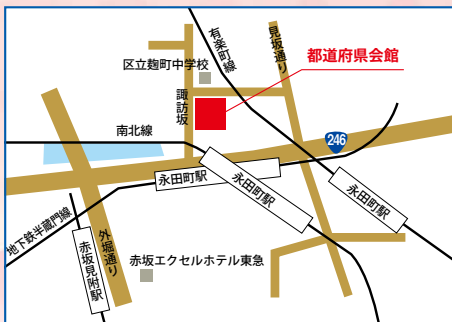 有楽町線
見坂通り
都道府県会館
区立麹町中学校
諏訪坂
南北線
246
永田町駅
永田町駅
永田町駅
地下鉄半蔵門線
赤坂見附駅
外堀通り
赤坂エクセルホテル東急